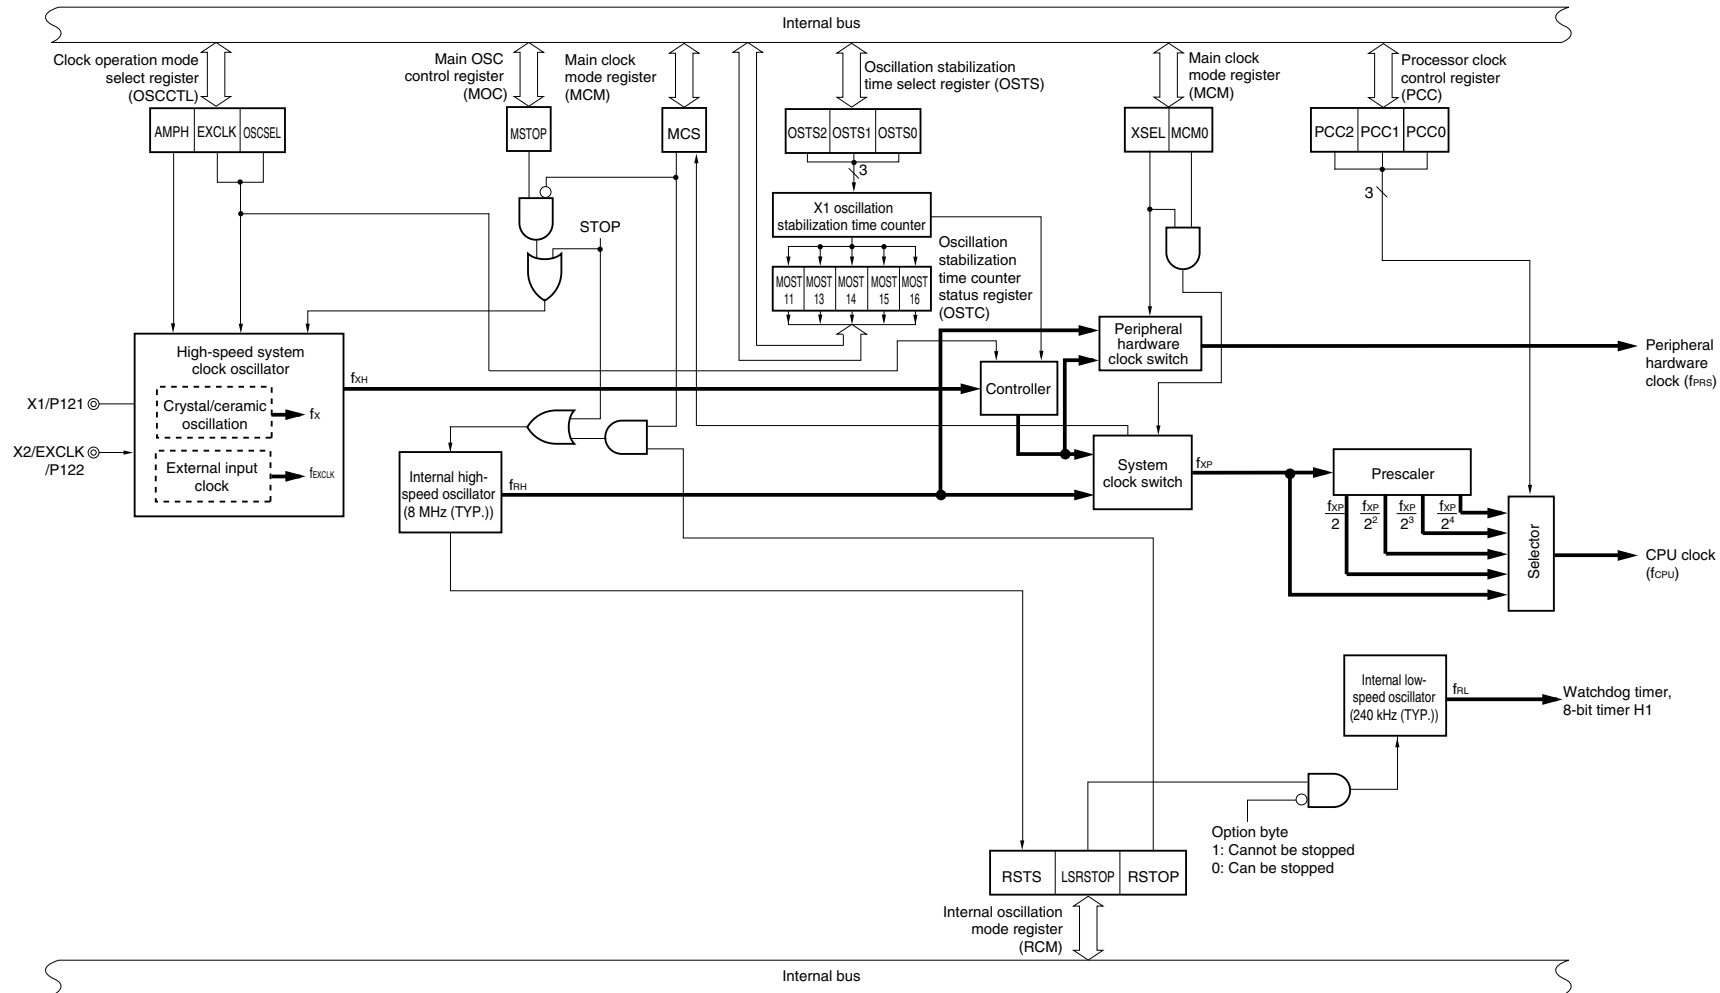 Internal bus
Clock operation mode
select register
(OSCCTL)
Main OSC
control register
(MOC)
Main clock
mode register
(MCM)
Oscillation stabilization
time select register (OSTS)
Main clock
mode register
(MCM)
Processor clock
control register
(PCC)
AMPH EXCLK OSCSEL
MSTOP
MCS
OSTS2 OSTS1 OSTS0
XSEL MCM0
PCC2 PCC1 PCC0
3
3
X1 oscillation
stabilization time counter
STOP
Oscillation
stabilization
time counter
status register
(OSTC)
MOST MOST MOST MOST MOST
11 13 14 15 16
High-speed system
clock oscillator
Crystal/ceramic
oscillation
fX
External input
clock
fEXCLK
X1/P121
X2/EXCLK
/P122
fXH
Controller
Peripheral
hardware
clock switch
Peripheral
hardware
clock (fPRS)
Internal high-
speed oscillator
(8 MHz (TYP.))
fRH
System
clock switch
fXP
Prescaler
fXP fXP fXP fXP
2 2² 2³ 2⁴
Selector
CPU clock
(fCPU)
Internal low-
speed oscillator
(240 kHz (TYP.))
fRL
Watchdog timer,
8-bit timer H1
Option byte
1: Cannot be stopped
0: Can be stopped
RSTS LSRSTOP RSTOP
Internal oscillation
mode register
(RCM)
Internal bus